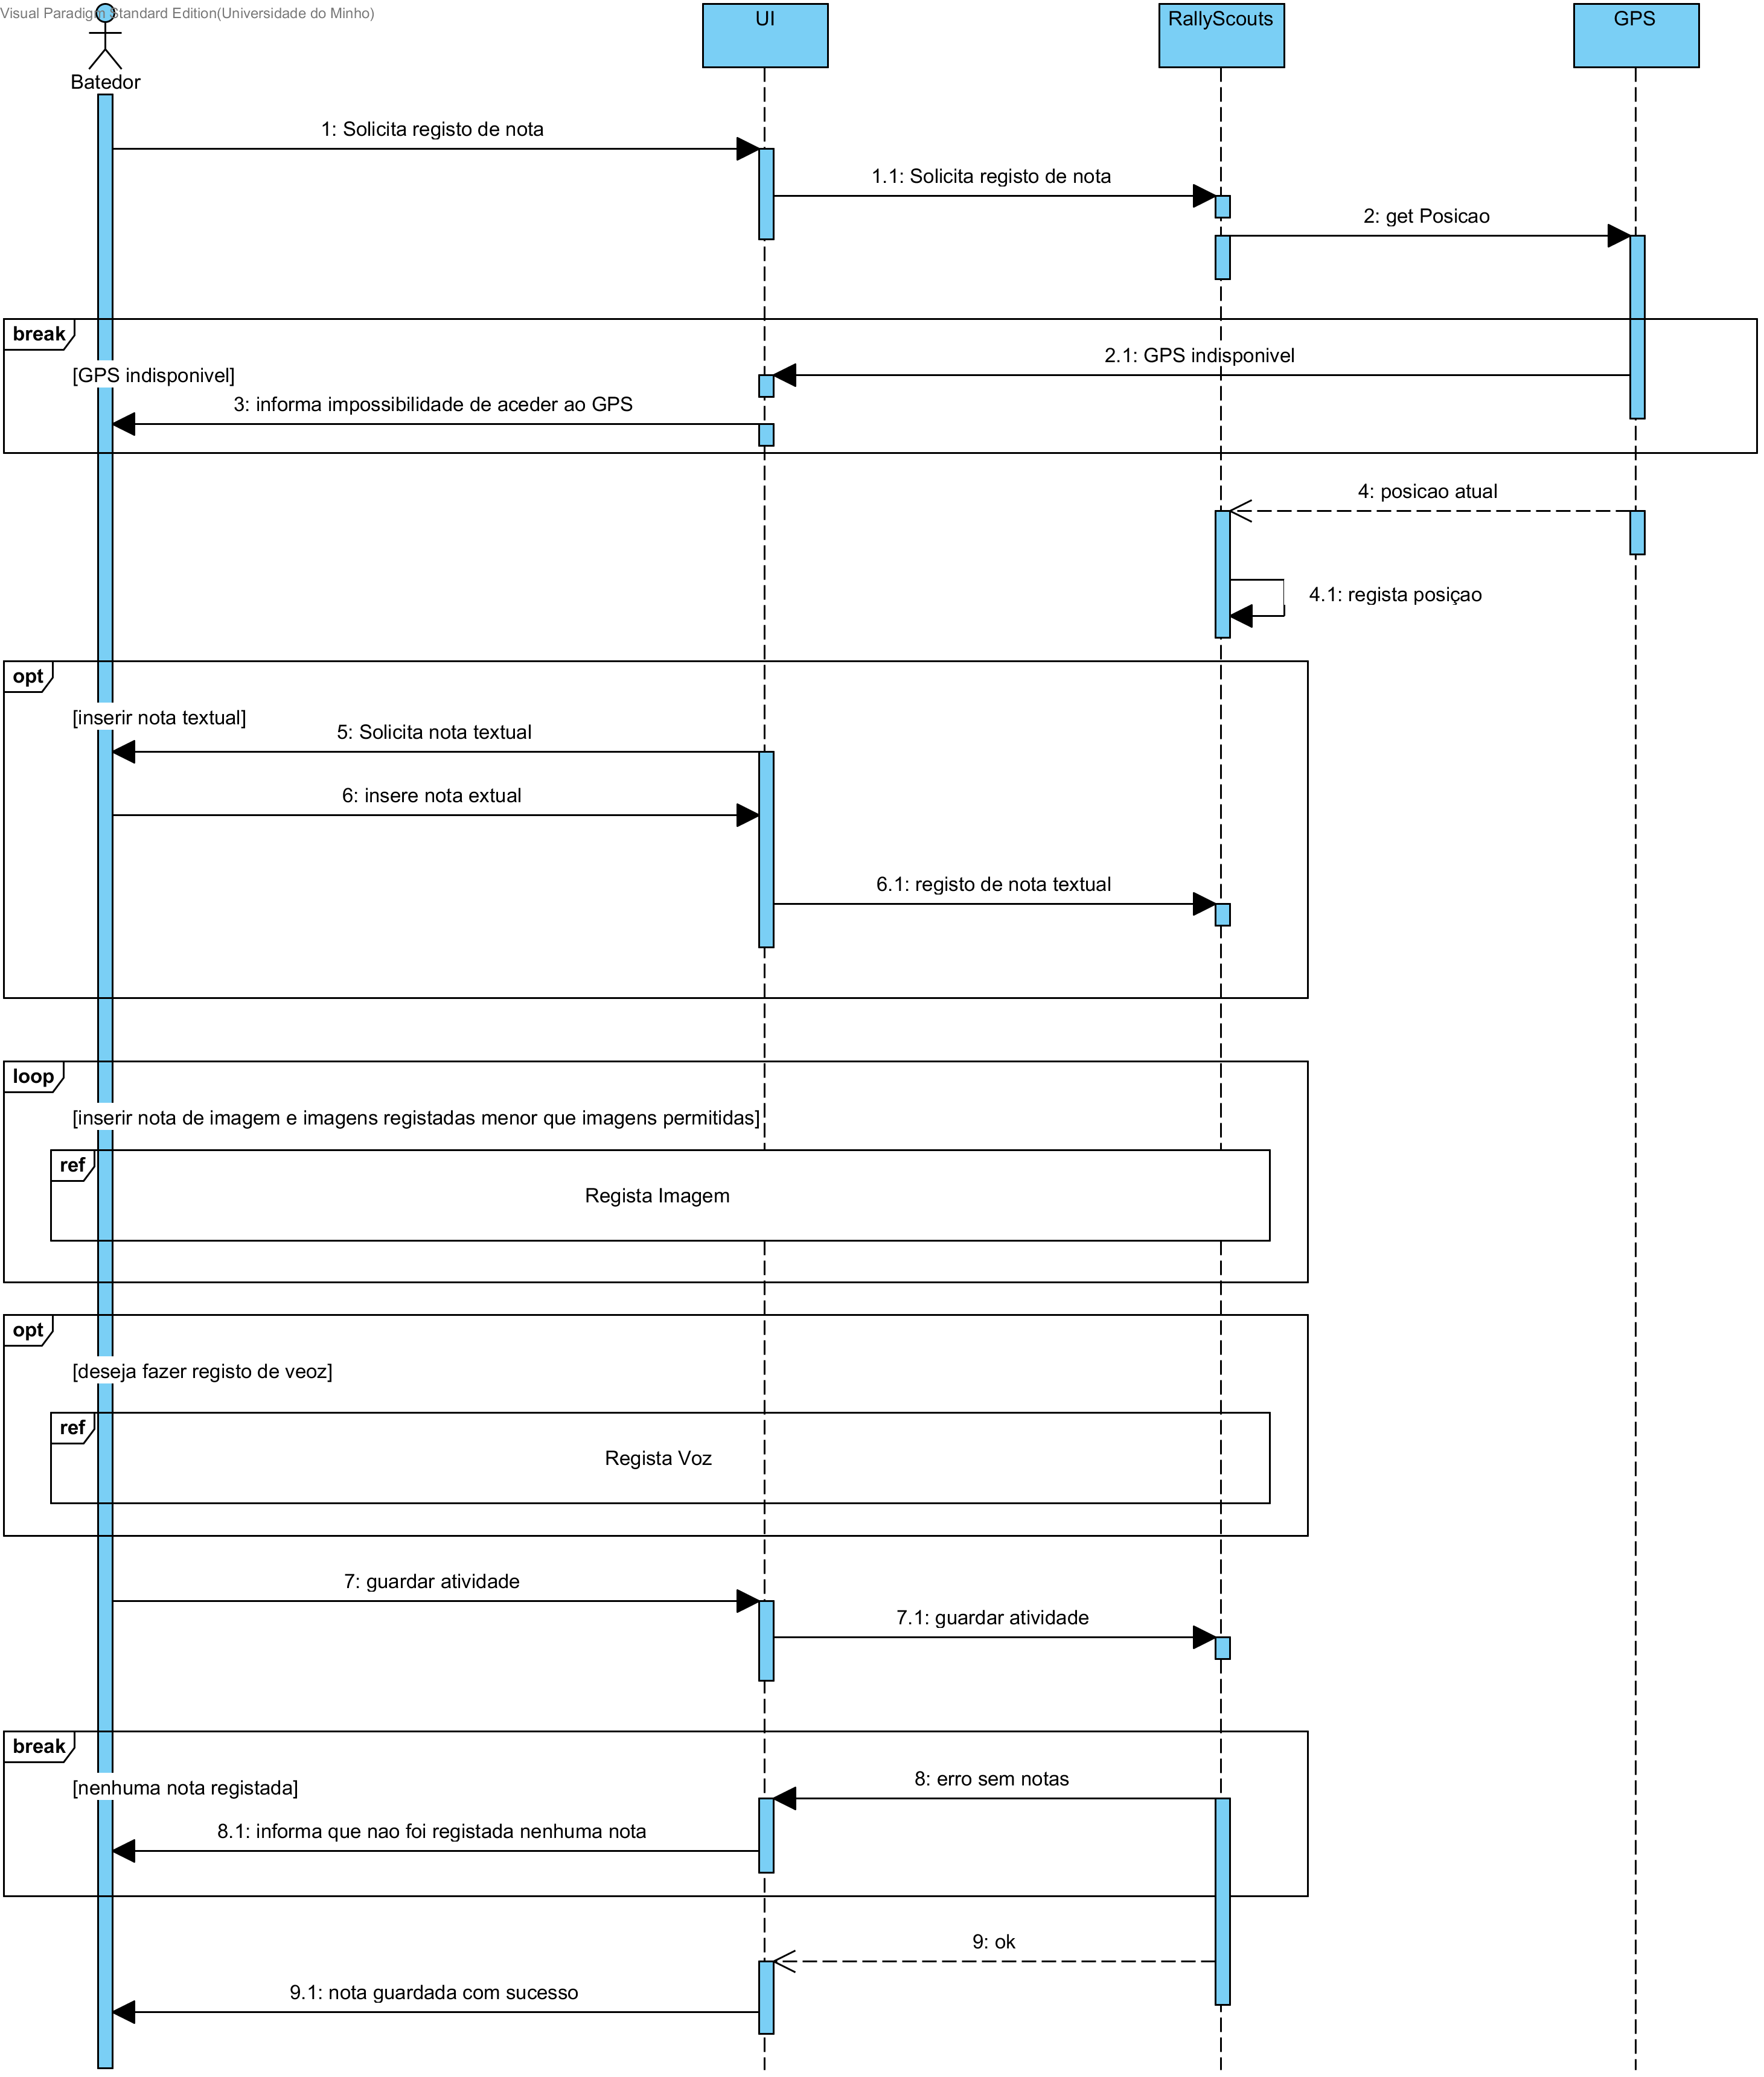 Visual Paradigm Standard Edition(Universidade do Minho)
UI
RallyScouts
GPS
Batedor
1: Solicita registo de nota
1.1: Solicita registo de nota
2: get Posicao
break
[GPS indisponivel]
2.1: GPS indisponivel
3: informa impossibilidade de aceder ao GPS
4: posicao atual
4.1: regista posiçao
opt
[inserir nota textual]
5: Solicita nota textual
6: insere nota extual
6.1: registo de nota textual
loop
[inserir nota de imagem e imagens registadas menor que imagens permitidas]
ref
Regista Imagem
opt
[deseja fazer registo de veoz]
ref
Regista Voz
7: guardar atividade
7.1: guardar atividade
break
[nenhuma nota registada]
8: erro sem notas
8.1: informa que nao foi registada nenhuma nota
9: ok
9.1: nota guardada com sucesso